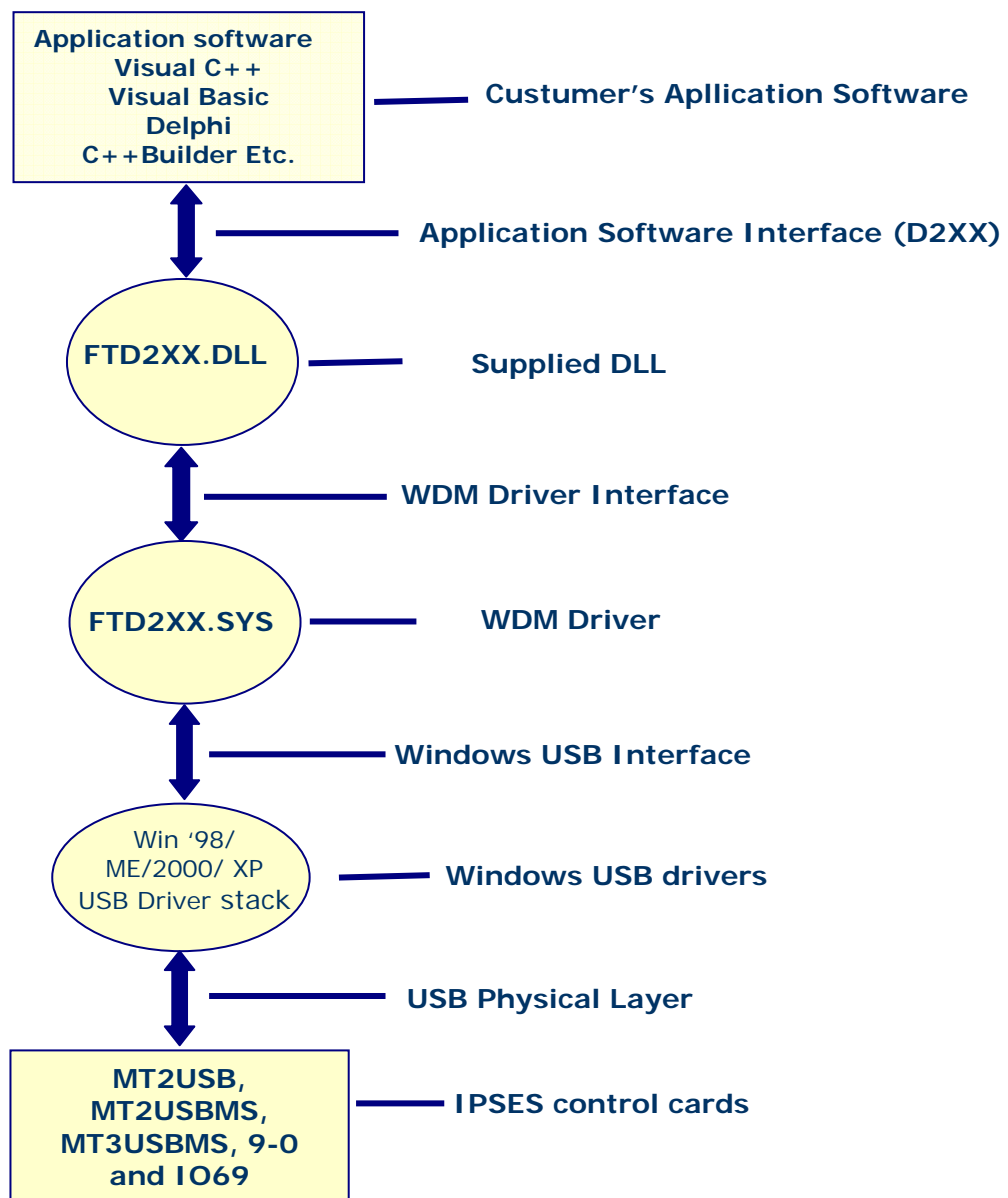 Application software
Visual C++
Visual Basic
Delphi
C++Builder Etc.
Custumer's Apllication Software
Application Software Interface (D2XX)
FTD2XX.DLL
Supplied DLL
WDM Driver Interface
FTD2XX.SYS
WDM Driver
Windows USB Interface
Win '98/
ME/2000/ XP
USB Driver stack
Windows USB drivers
USB Physical Layer
MT2USB,
MT2USBMS,
MT3USBMS, 9-0
and IO69
IPSES control cards